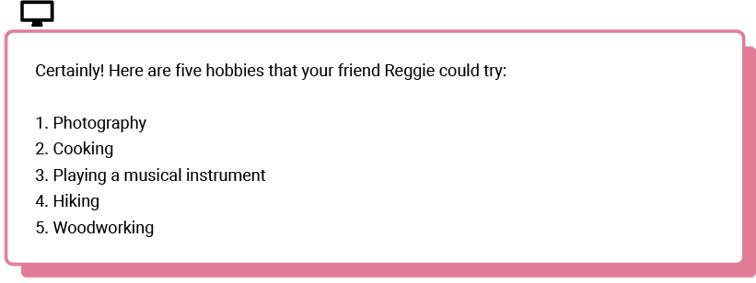 Certainly! Here are five hobbies that your friend Reggie could try:
1. Photography
2. Cooking
3. Playing a musical instrument
4. Hiking
5. Woodworking